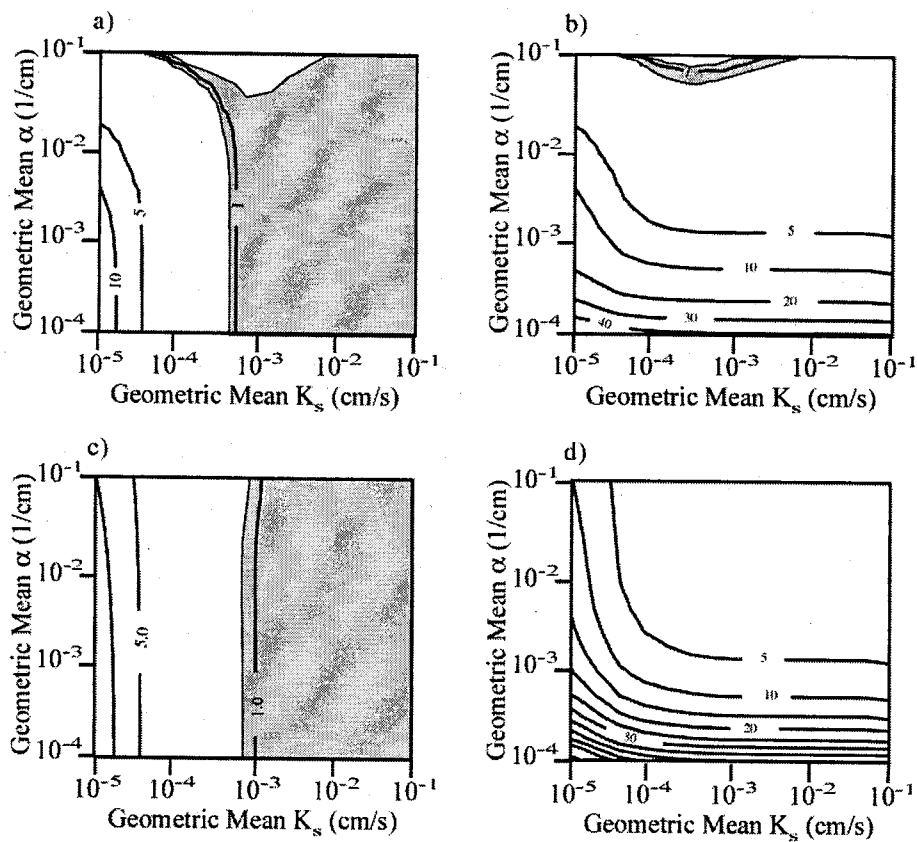 a)
Geometric Mean α (1/cm)
10⁻¹
10⁻²
10⁻³
10⁻⁴
10
5
1
10⁻⁵ 10⁻⁴ 10⁻³ 10⁻² 10⁻¹
Geometric Mean Kₛ (cm/s)
b)
Geometric Mean α (1/cm)
10⁻¹
10⁻²
10⁻³
10⁻⁴
1
5
10
20
30
40
10⁻⁵ 10⁻⁴ 10⁻³ 10⁻² 10⁻¹
Geometric Mean Kₛ (cm/s)
c)
Geometric Mean α (1/cm)
10⁻¹
10⁻²
10⁻³
10⁻⁴
5.0
1.0
10⁻⁵ 10⁻⁴ 10⁻³ 10⁻² 10⁻¹
Geometric Mean Kₛ (cm/s)
d)
Geometric Mean α (1/cm)
10⁻¹
10⁻²
10⁻³
10⁻⁴
5
10
20
10⁻⁵ 10⁻⁴ 10⁻³ 10⁻² 10⁻¹
Geometric Mean Kₛ (cm/s)